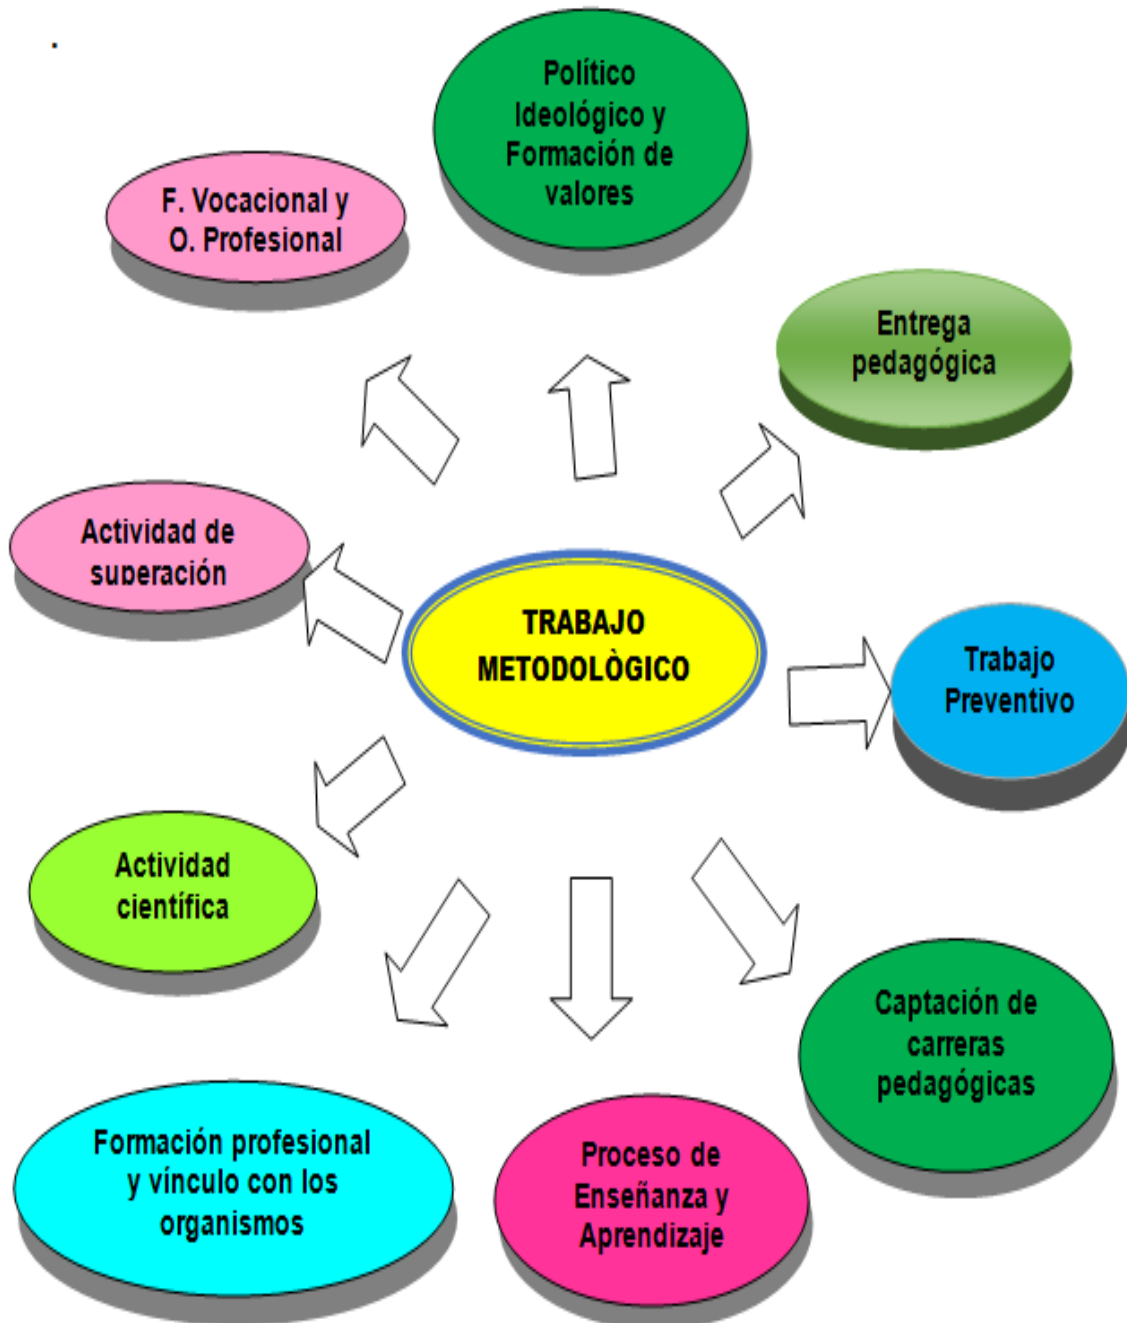 .
Político
Ideológico y
Formación de
valores
F. Vocacional y
O. Profesional
Entrega
pedagógica
Actividad de
superación
TRABAJO
METODOLÒGICO
Trabajo
Preventivo
Actividad
científica
Captación de
carreras
pedagógicas
Formación profesional
y vínculo con los
organismos
Proceso de
Enseñanza y
Aprendizaje